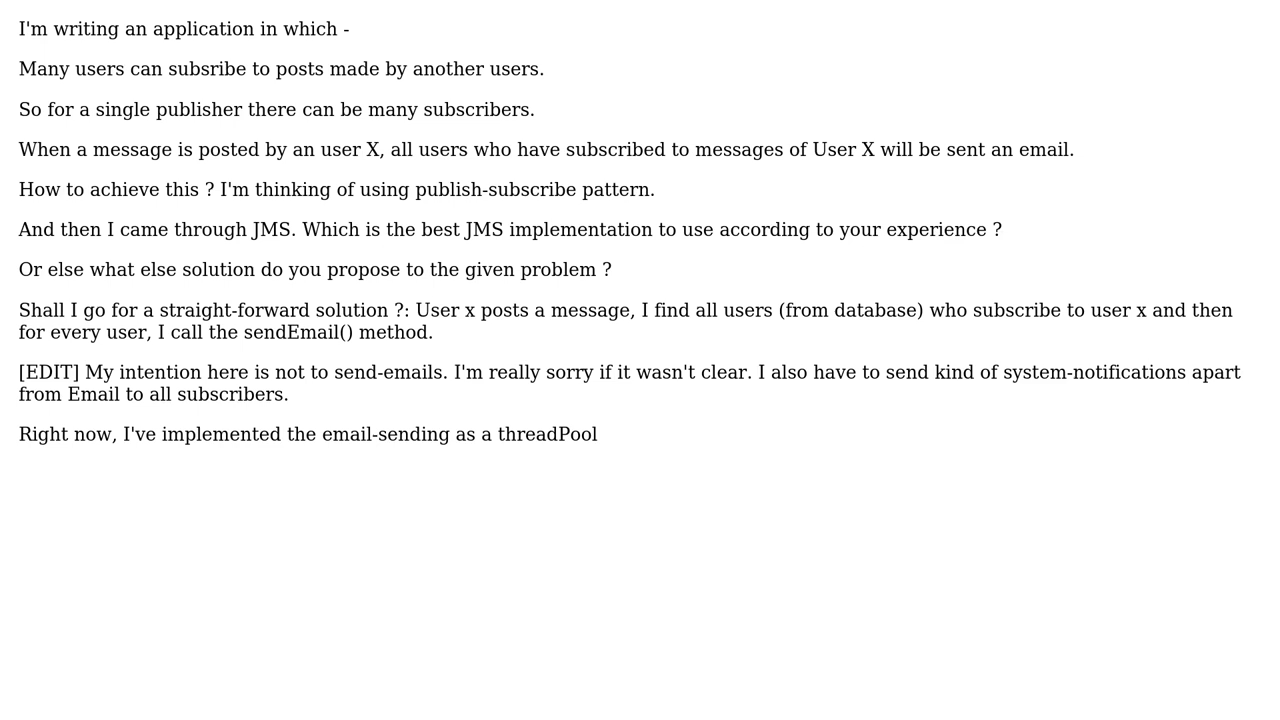 I'm writing an application in which -
Many users can subsribe to posts made by another users.
So for a single publisher there can be many subscribers.
When a message is posted by an user X, all users who have subscribed to messages of User X will be sent an email.
How to achieve this ? I'm thinking of using publish-subscribe pattern.
And then I came through JMS. Which is the best JMS implementation to use according to your experience ?
Or else what else solution do you propose to the given problem ?
Shall I go for a straight-forward solution ?: User x posts a message, I find all users (from database) who subscribe to user x and then
for every user, I call the sendEmail() method.
[EDIT] My intention here is not to send-emails. I'm really sorry if it wasn't clear. I also have to send kind of system-notifications apart
from Email to all subscribers.
Right now, I've implemented the email-sending as a threadPool